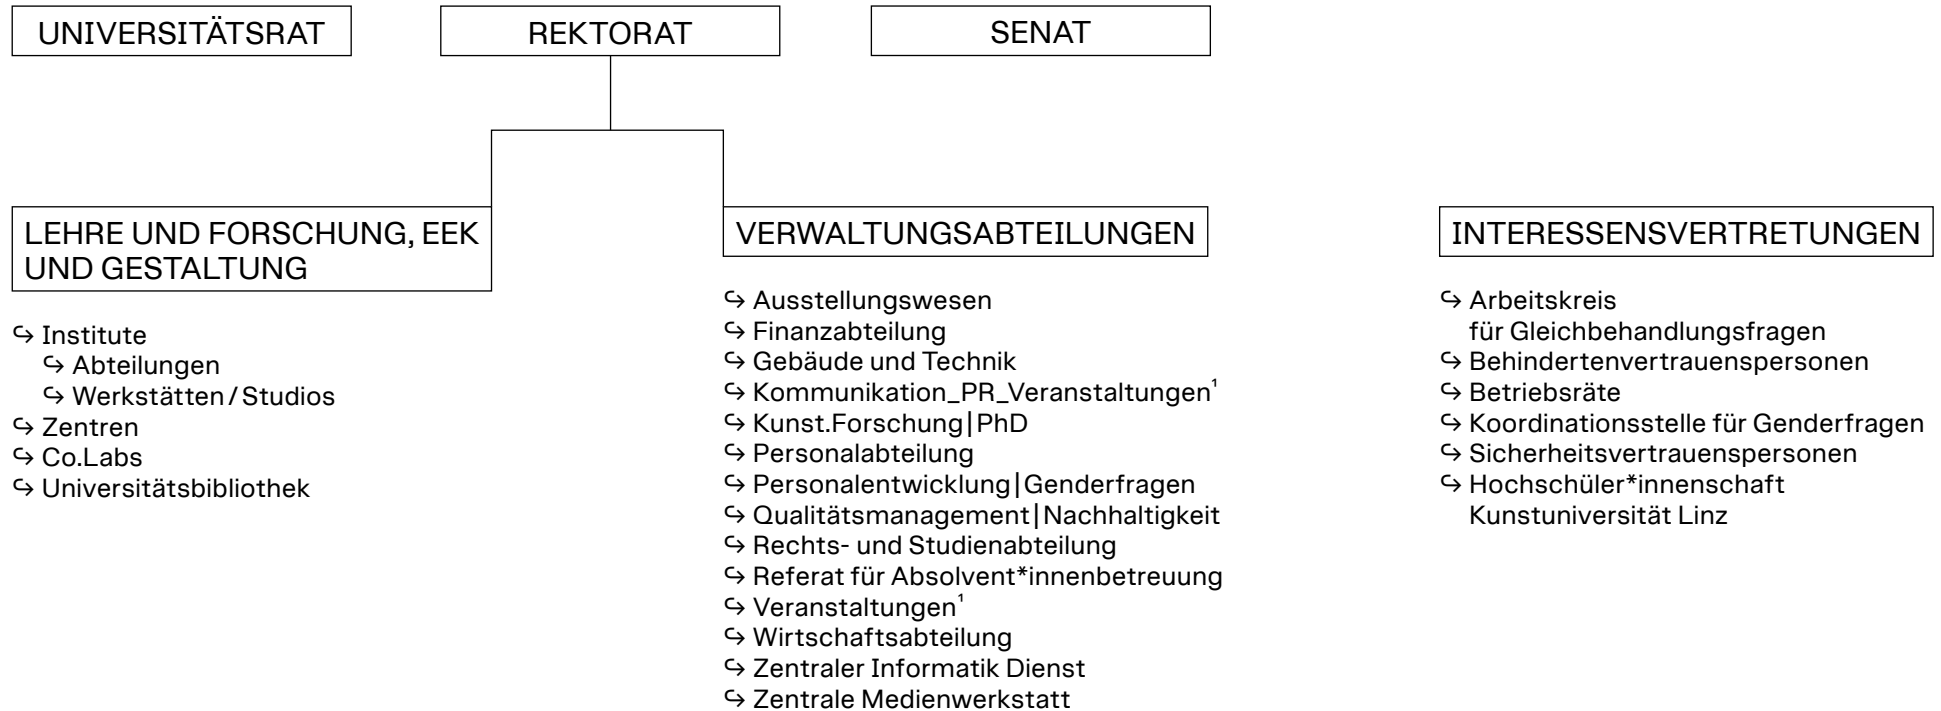 UNIVERSITÄTSRAT
REKTORAT
SENAT
LEHRE UND FORSCHUNG, EEK
UND GESTALTUNG
↪ Institute
↪ Abteilungen
↪ Werkstätten / Studios
↪ Zentren
↪ Co.Labs
↪ Universitätsbibliothek
VERWALTUNGSABTEILUNGEN
↪ Ausstellungswesen
↪ Finanzabteilung
↪ Gebäude und Technik
↪ Kommunikation_PR_Veranstaltungen¹
↪ Kunst.Forschung|PhD
↪ Personalabteilung
↪ Personalentwicklung|Genderfragen
↪ Qualitätsmanagement|Nachhaltigkeit
↪ Rechts- und Studienabteilung
↪ Referat für Absolvent*innenbetreuung
↪ Veranstaltungen¹
↪ Wirtschaftsabteilung
↪ Zentraler Informatik Dienst
↪ Zentrale Medienwerkstatt
INTERESSENSVERTRETUNGEN
↪ Arbeitskreis
für Gleichbehandlungsfragen
↪ Behindertenvertrauenspersonen
↪ Betriebsräte
↪ Koordinationsstelle für Genderfragen
↪ Sicherheitsvertrauenspersonen
↪ Hochschüler*innenschaft
Kunstuniversität Linz